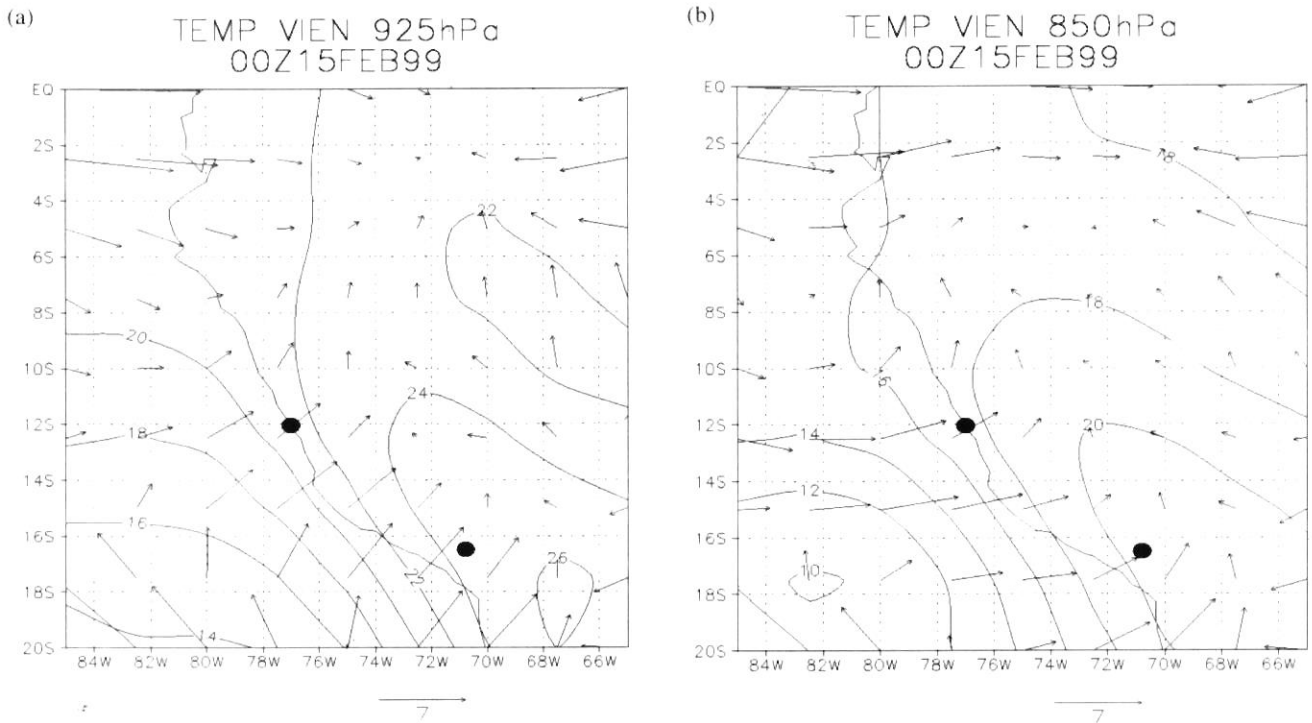 (a)
TEMP VIEN 925hPa
00Z15FEB99
EQ
2S
4S
22
6S
8S
20
10S
24
12S
18
14S
16
16S
26
22
18S
14
20S
84W 82W 80W 78W 76W 74W 72W 70W 68W 66W
7
(b)
TEMP VIEN 850hPa
00Z15FEB99
EQ
2S
18
4S
6S
8S
18
10S
16
12S
20
14
14S
12
16S
10
18S
20S
84W 82W 80W 78W 76W 74W 72W 70W 68W 66W
7